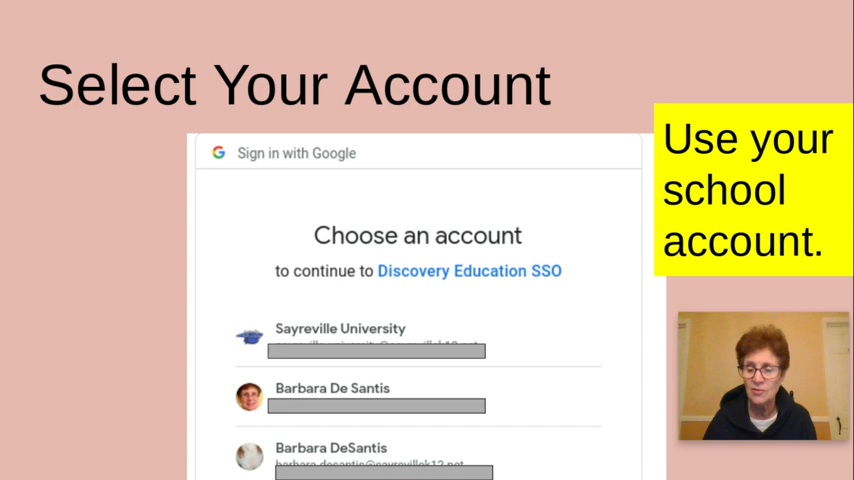 Select Your Account
Use your
school
account.
Sign in with Google
Choose an account
to continue to Discovery Education SSO
Sayreville University
Barbara De Santis
Barbara DeSantis